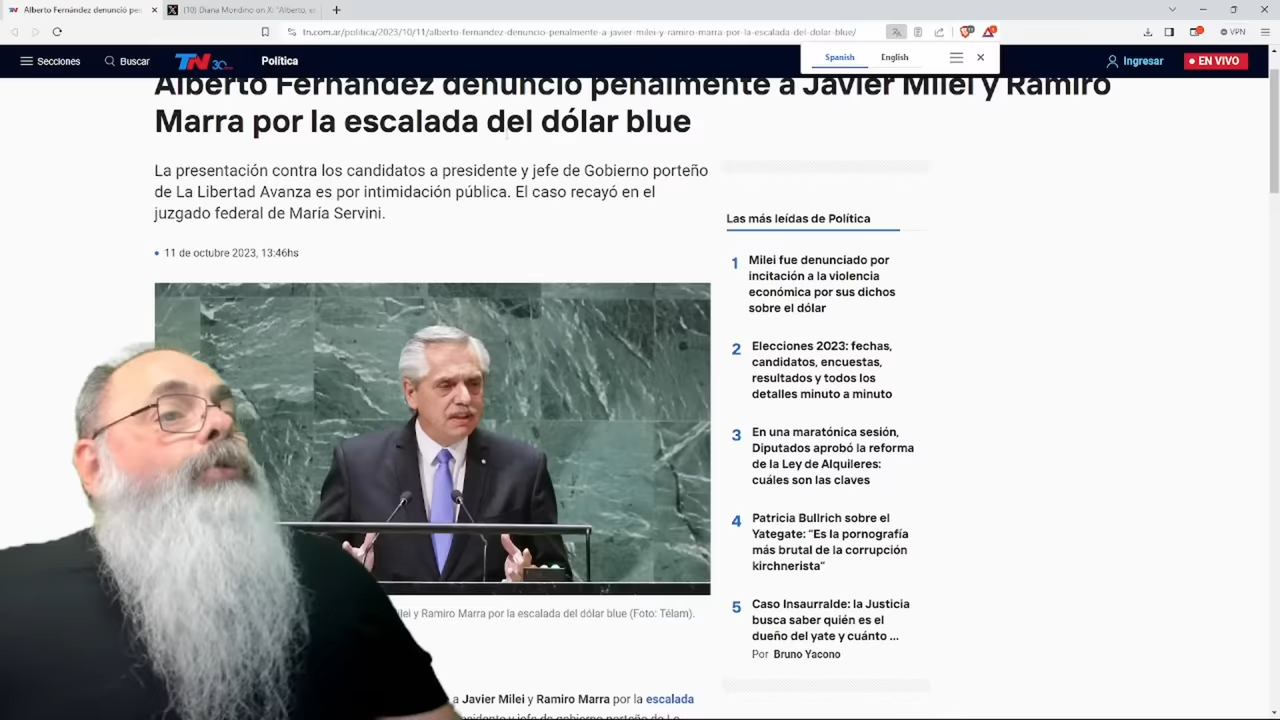 Alberto Fernández denunció pe
(10) Diana Mondino on X: "Alberto, es
tn.com.ar/politica/2023/10/11/alberto-fernandez-denuncio-penalmente-a-javier-milei-y-ramiro-marra-por-la-escalada-del-dolar-blue/
VPN
Spanish
English
Secciones
Buscar
TN 30
Política
Ingresar
EN VIVO
Alberto Fernández denunció penalmente a Javier Milei y Ramiro
Marra por la escalada del dólar blue
La presentación contra los candidatos a presidente y jefe de Gobierno porteño
de La Libertad Avanza es por intimidación pública. El caso recayó en el
juzgado federal de María Servini.
11 de octubre 2023, 13:46hs
lei y Ramiro Marra por la escalada del dólar blue (Foto: Télam).
a Javier Milei y Ramiro Marra por la escalada
Las más leídas de Política
1 Milei fue denunciado por
incitación a la violencia
económica por sus dichos
sobre el dólar
2 Elecciones 2023: fechas,
candidatos, encuestas,
resultados y todos los
detalles minuto a minuto
3 En una maratónica sesión,
Diputados aprobó la reforma
de la Ley de Alquileres:
cuáles son las claves
4 Patricia Bullrich sobre el
Yategate: “Es la pornografía
más brutal de la corrupción
kirchnerista”
5 Caso Insaurralde: la Justicia
busca saber quién es el
dueño del yate y cuánto ...
Por Bruno Yacono